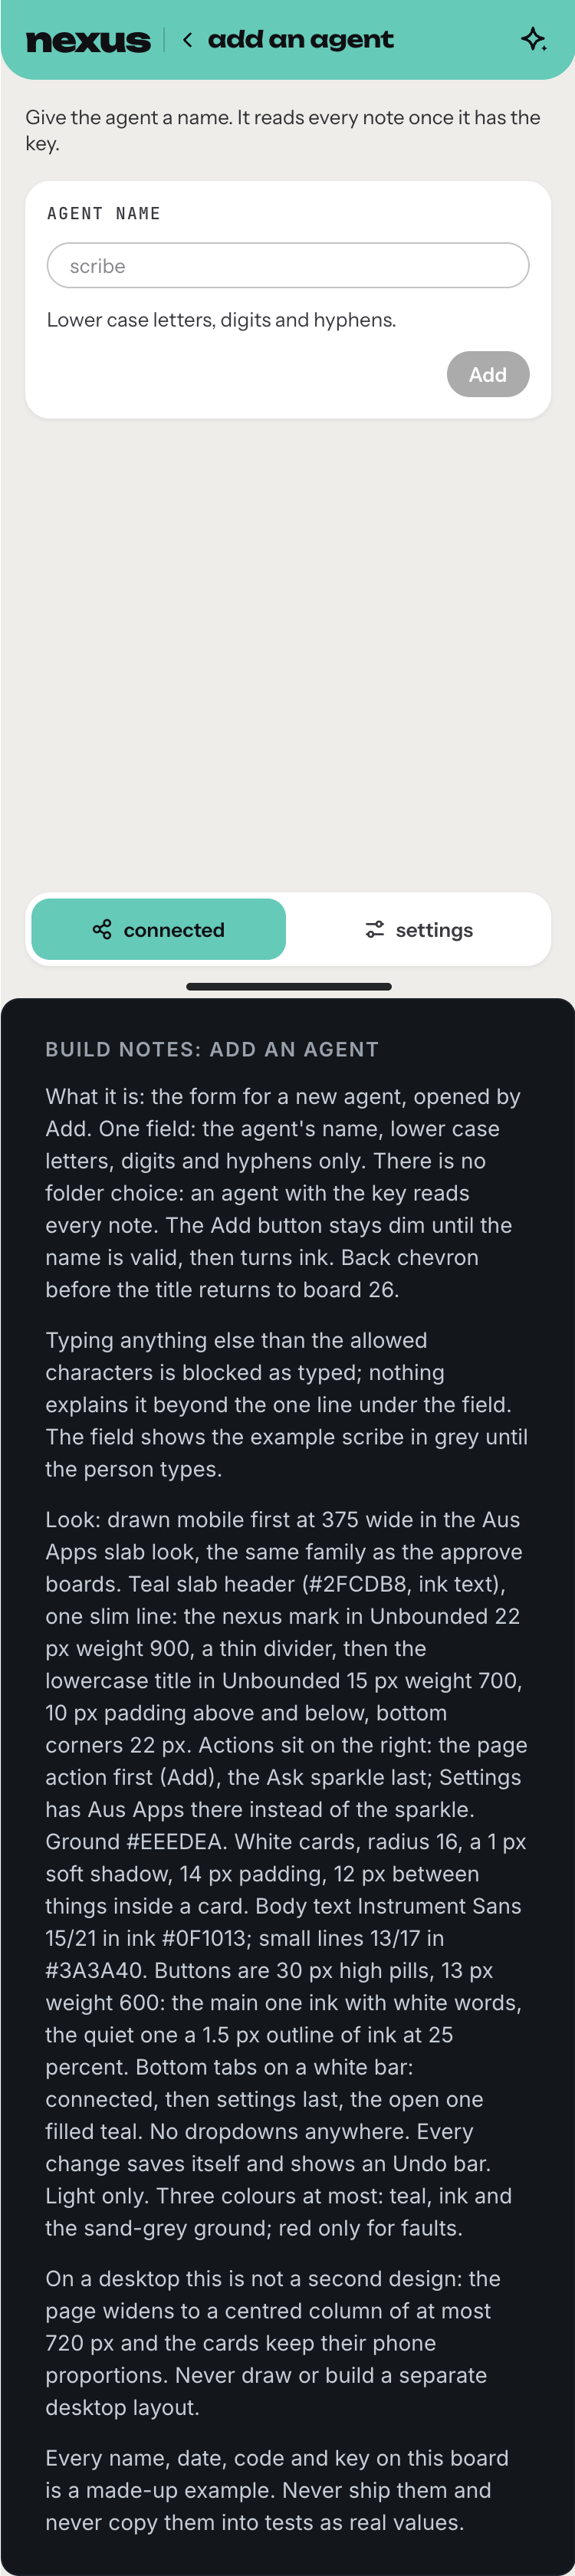 nexus
add an agent
Give the agent a name. It reads every note once it has the
key.
AGENT NAME
scribe
Lower case letters, digits and hyphens.
Add
connected
settings
BUILD NOTES: ADD AN AGENT
What it is: the form for a new agent, opened by
Add. One field: the agent's name, lower case
letters, digits and hyphens only. There is no
folder choice: an agent with the key reads
every note. The Add button stays dim until the
name is valid, then turns ink. Back chevron
before the title returns to board 26.
Typing anything else than the allowed
characters is blocked as typed; nothing
explains it beyond the one line under the field.
The field shows the example scribe in grey until
the person types.
Look: drawn mobile first at 375 wide in the Aus
Apps slab look, the same family as the approve
boards. Teal slab header (#2FCDB8, ink text),
one slim line: the nexus mark in Unbounded 22
px weight 900, a thin divider, then the
lowercase title in Unbounded 15 px weight 700,
10 px padding above and below, bottom
corners 22 px. Actions sit on the right: the page
action first (Add), the Ask sparkle last; Settings
has Aus Apps there instead of the sparkle.
Ground #EEEDEA. White cards, radius 16, a 1 px
soft shadow, 14 px padding, 12 px between
things inside a card. Body text Instrument Sans
15/21 in ink #0F1013; small lines 13/17 in
#3A3A40. Buttons are 30 px high pills, 13 px
weight 600: the main one ink with white words,
the quiet one a 1.5 px outline of ink at 25
percent. Bottom tabs on a white bar:
connected, then settings last, the open one
filled teal. No dropdowns anywhere. Every
change saves itself and shows an Undo bar.
Light only. Three colours at most: teal, ink and
the sand-grey ground; red only for faults.
On a desktop this is not a second design: the
page widens to a centred column of at most
720 px and the cards keep their phone
proportions. Never draw or build a separate
desktop layout.
Every name, date, code and key on this board
is a made-up example. Never ship them and
never copy them into tests as real values.